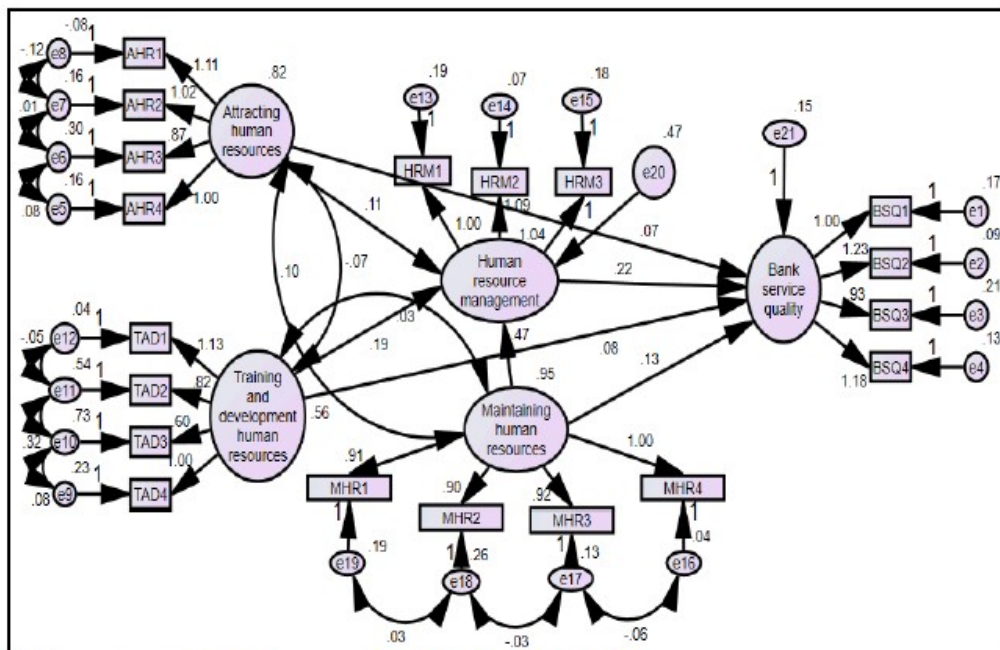 -.08
-.12
e8
1
AHR1
1.11
.82
.16
e7
1
AHR2
1.02
Attracting
human
resources
.01
.30
e6
1
AHR3
.87
.16
e5
1
AHR4
1.00
.08
.19
e13
1
HRM1
.07
e14
1
HRM2
.18
e15
1
HRM3
.47
e20
.15
e21
1
1.00
1.09
1.04
1
.11
.07
.10
-.07
Human
resource
management
.22
Bank
service
quality
1.00
BSQ1
1
.17
e1
1.23
BSQ2
1
.09
e2
.93
BSQ3
1
.21
e3
1.18
BSQ4
1
.13
e4
.03
.19
.47
.08
.13
.04
-.05
e12
1
TAD1
1.13
.54
e11
1
TAD2
.82
Training
and
development
human
resources
.56
.73
.32
e10
1
TAD3
.60
.23
e9
1
TAD4
1.00
.08
.95
Maintaining
human
resources
.91
MHR1
.90
MHR2
.92
MHR3
1.00
MHR4
1
.19
e19
1
.26
e18
1
.13
e17
1
.04
e16
.03
-.03
-.06